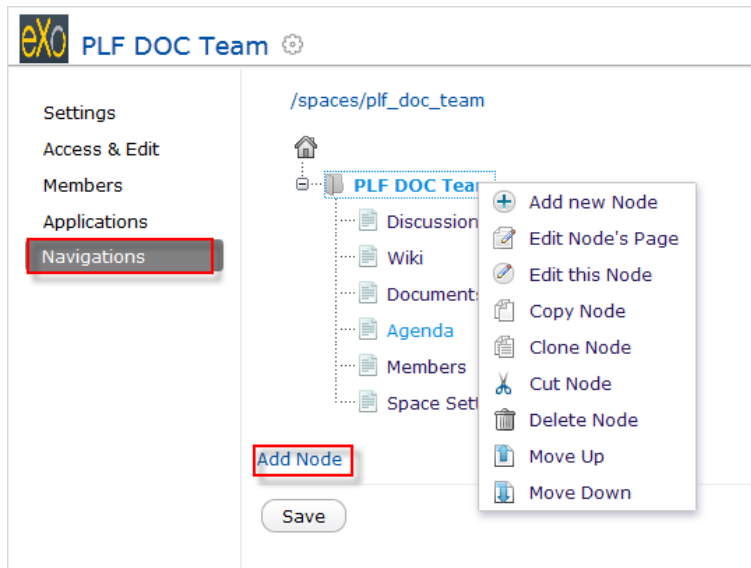 eXo PLF DOC Team
Settings
Access & Edit
Members
Applications
Navigations
/spaces/plf_doc_team
PLF DOC Tea
Discussion
Wiki
Document
Agenda
Members
Space Set
Add new Node
Edit Node's Page
Edit this Node
Copy Node
Clone Node
Cut Node
Delete Node
Move Up
Move Down
Add Node
Save